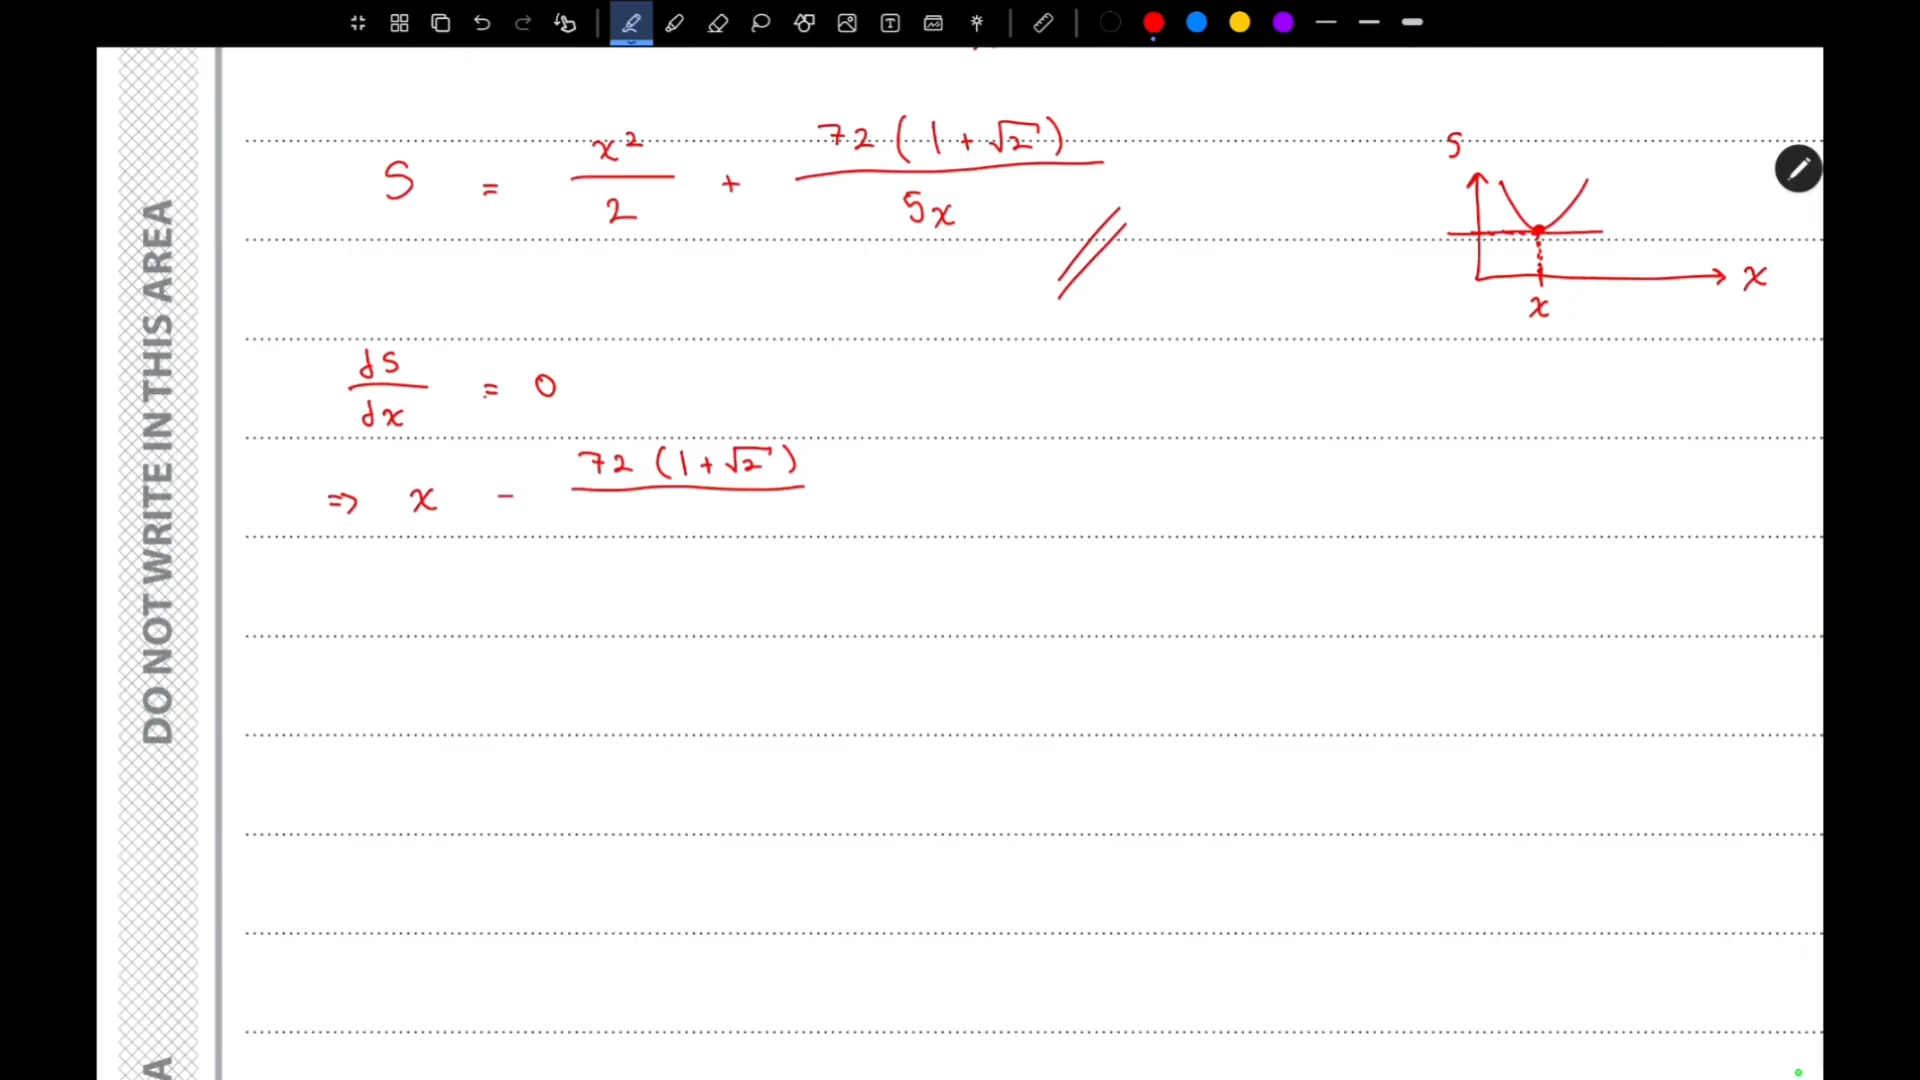 S = x²/2 + 72 (1 + √2)/5x
S
x
x
dS/dx = 0
⇒ x - 72 (1 + √2)
DO NOT WRITE IN THIS AREA
A